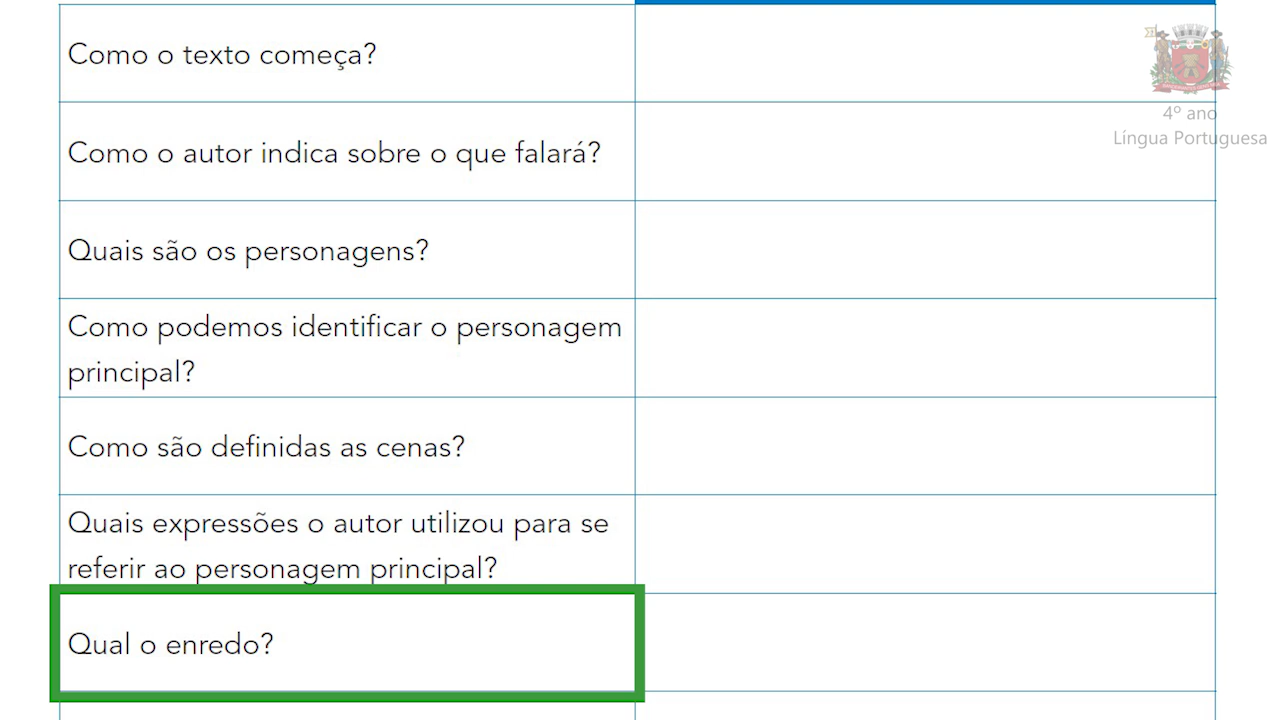 Como o texto começa?
4º ano
Língua Portuguesa
Como o autor indica sobre o que falará?
Quais são os personagens?
Como podemos identificar o personagem
principal?
Como são definidas as cenas?
Quais expressões o autor utilizou para se
referir ao personagem principal?
Qual o enredo?